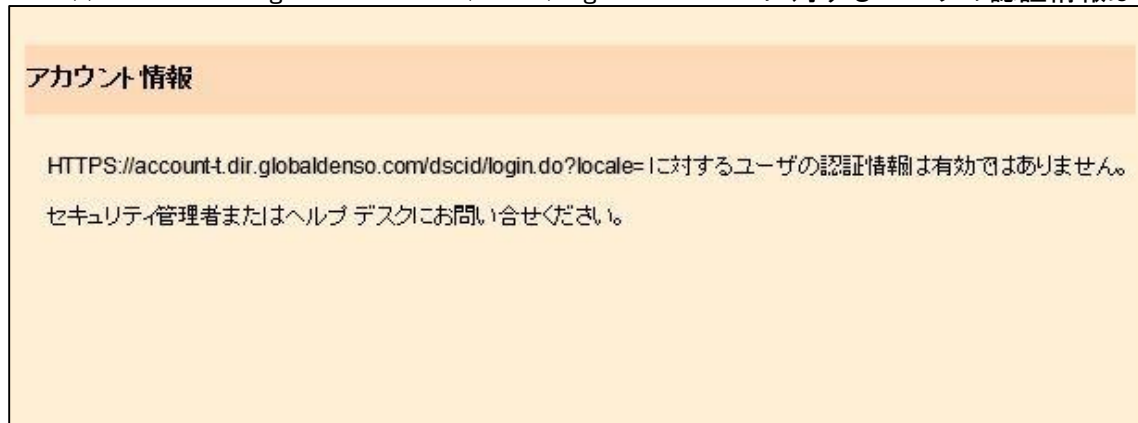 アカウント情報
HTTPS://account-t.dir.globaldenso.com/dscid/login.do?locale= に対するユーザの認証情報は有効ではありません。
セキュリティ管理者またはヘルプ デスクにお問い合せください。